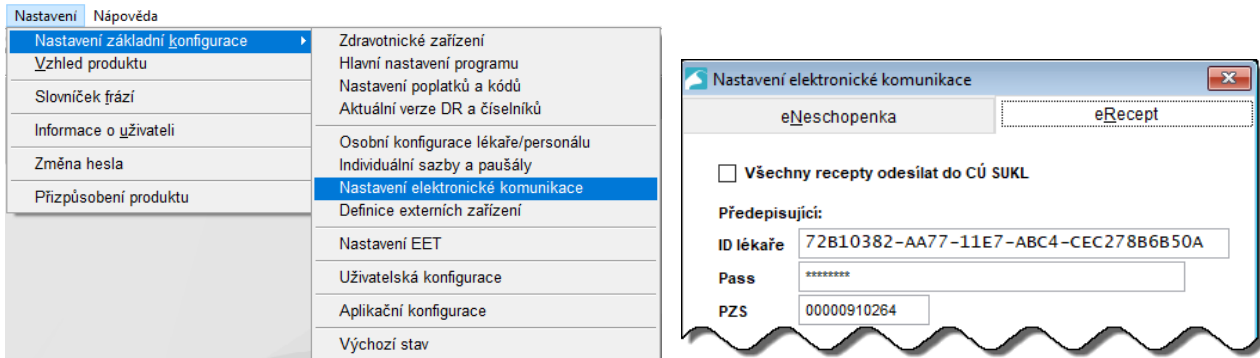 Nastavení Nápověda
Nastavení základní konfigurace
Vzhled produktu
Slovníček frází
Informace o uživateli
Změna hesla
Přizpůsobení produktu
Zdravotnické zařízení
Hlavní nastavení programu
Nastavení poplatků a kódů
Aktuální verze DR a číselníků
Osobní konfigurace lékaře/personálu
Individuální sazby a paušály
Nastavení elektronické komunikace
Definice externích zařízení
Nastavení EET
Uživatelská konfigurace
Aplikační konfigurace
Výchozí stav
Nastavení elektronické komunikace
eNeschopenka eRecept
Všechny recepty odesílat do CÚ SUKL
Předepisující:
ID lékaře 72B10382-AA77-11E7-ABC4-CEC278B6B50A
Pass ********
PZS 00000910264